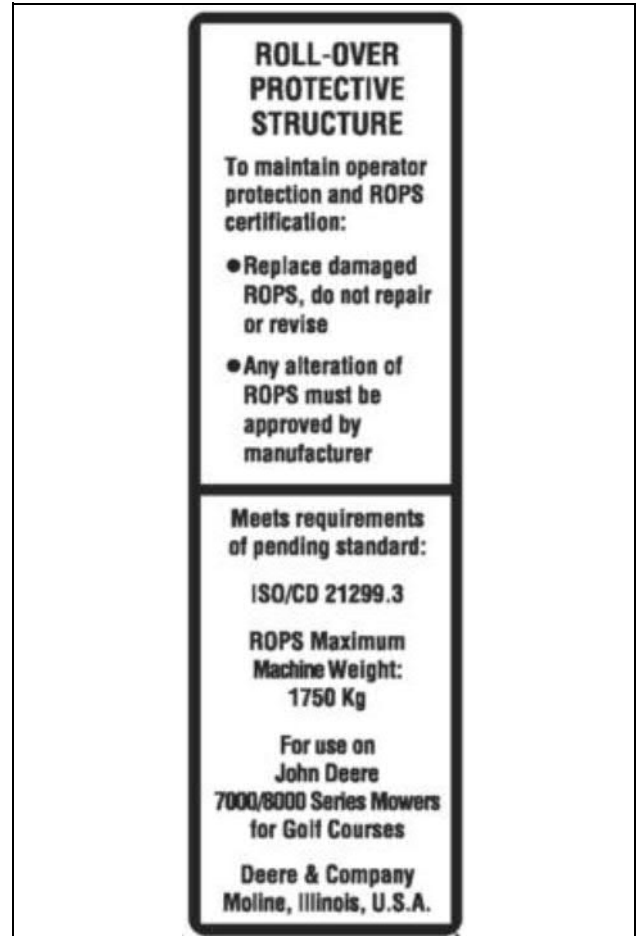 ROLL-OVER
PROTECTIVE
STRUCTURE
To maintain operator
protection and ROPS
certification:
●Replace damaged
ROPS, do not repair
or revise
●Any alteration of
ROPS must be
approved by
manufacturer
Meets requirements
of pending standard:
ISO/CD 21299.3
ROPS Maximum
Machine Weight:
1750 Kg
For use on
John Deere
7000/8000 Series Mowers
for Golf Courses
Deere & Company
Moline, Illinois, U.S.A.